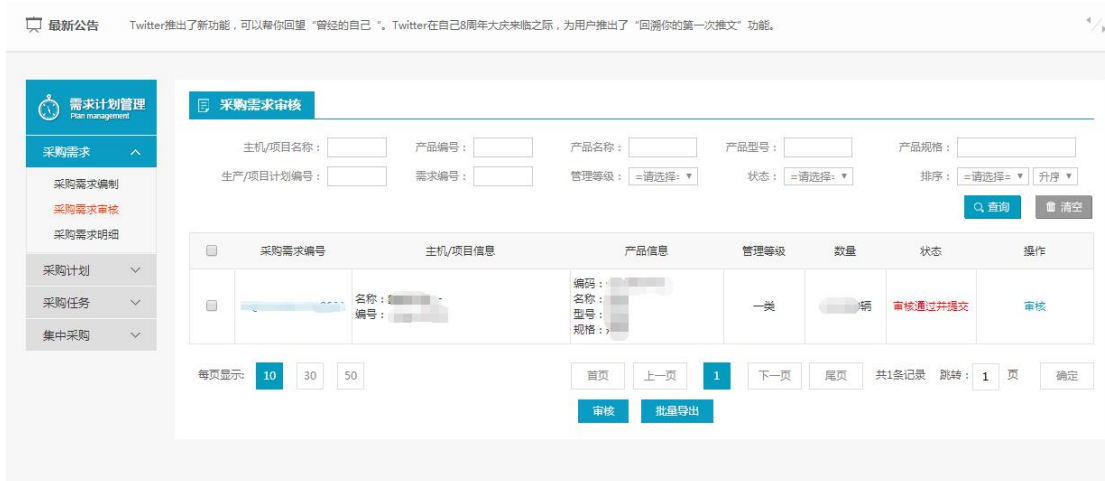 最新公告 Twitter推出了新功能，可以帮你回望“曾经的自己 “。Twitter在自己8周年大庆来临之际，为用户推出了“回溯你的第一次推文”功能。
需求计划管理
Plan management
采购需求审核
采购需求
采购需求编制
采购需求审核
采购需求明细
采购计划
采购任务
集中采购
主机/项目名称： 产品编号： 产品名称： 产品型号： 产品规格：
生产/项目计划编号： 需求编号： 管理等级： =请选择= 状态： =请选择= 排序： =请选择= 升序
查询 清空
采购需求编号 主机/项目信息 产品信息 管理等级 数量 状态 操作
名称：
编号：
编码：
名称：
型号：
规格：
一类 辆 审核通过并提交 审核
每页显示: 10 30 50 首页 上一页 1 下一页 尾页 共1条记录 跳转： 1 页 确定
审核 批量导出